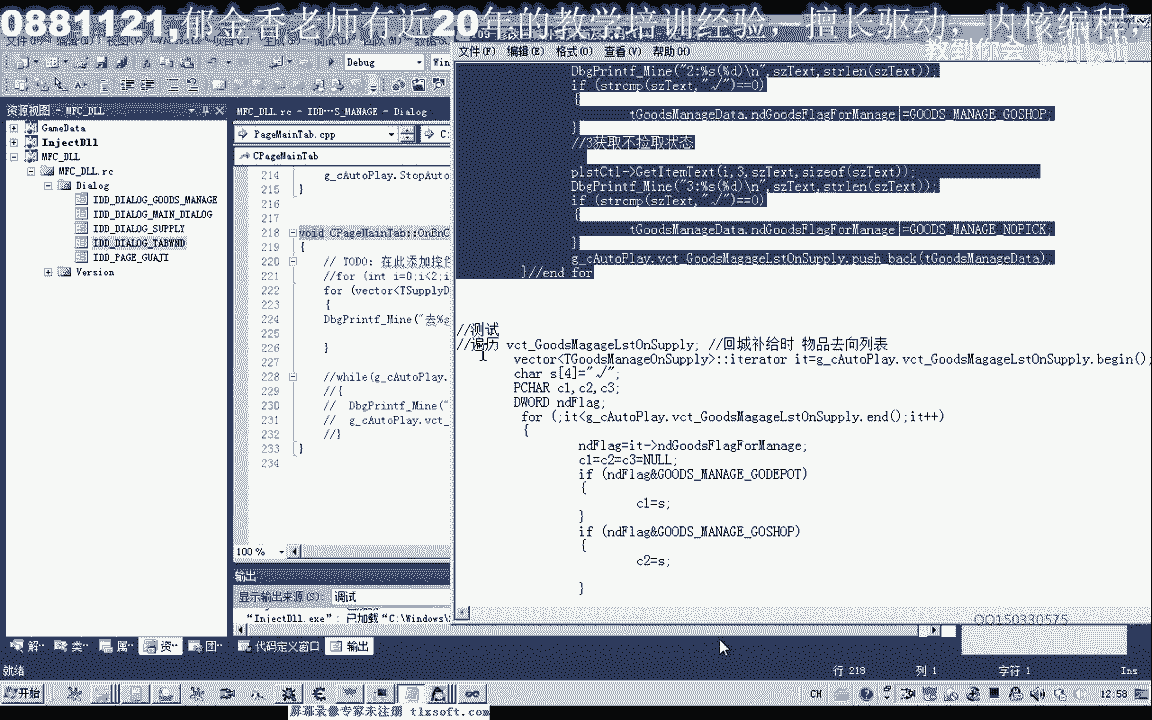 0881121,郁金香老师有近20年的教学培训经验，擅长驱动，内核编程，
文件(F) 编辑(E) 格式(O) 查看(V) 帮助(H)
Debug
Win
资源视图 - MFC_DLL
GameData
InjectDll
MFC_DLL
MFC_DLL.rc
Dialog
IDD_DIALOG_GOODS_MANAGE
IDD_DIALOG_MAIN_DIALOG
IDD_DIALOG_SUPPLY
IDD_DIALOG_TABWND
IDD_PAGE_GUAJI
Version
MFC_DLL.rc - IDD...S_MANAGE - Dialog
PageMainTab.cpp
CPageMainTab
214 g_cAutoPlay.StopAuto
215 }
216
217
218 void CPageMainTab::OnBnC
219 {
220 // TODO: 在此添加控件
221 //for (int i=0;i<2;i
222 for (vector<TSupplyD
223 {
224 DbgPrintf_Mine("去%s
225
226 }
227
228 //while(g_cAutoPlay.
229 //{
230 // DbgPrintf_Mine("
231 // g_cAutoPlay.vct_
232 //}
233 }
234
100 %
输出
显示输出来源(S): 调试
"InjectDll.exe": 已加载"C:\Windows\
DbgPrintf_Mine("2:%s(%d)\n",szText,strlen(szText));
if (strcmp(szText,"√")==0)
{
tGoodsManageData.ndGoodsFlagForManage |=GOODS_MANAGE_GOSHOP;
}
//3获取不捡取状态
plstCtl->GetItemText(i,3,szText,sizeof(szText));
DbgPrintf_Mine("3:%s(%d)\n",szText,strlen(szText));
if (strcmp(szText,"√")==0)
{
tGoodsManageData.ndGoodsFlagForManage |=GOODS_MANAGE_NOPICK;
}
g_cAutoPlay.vct_GoodsMagageLstOnSupply.push_back(tGoodsManageData);
}//end for
//测试
//遍历 vct_GoodsMagageLstOnSupply; //回城补给时 物品去向列表
vector<TGoodsManageOnSupply>::iterator it=g_cAutoPlay.vct_GoodsMagageLstOnSupply.begin();
char s[4]="√";
PCHAR c1,c2,c3;
DWORD ndFlag;
for (;it<g_cAutoPlay.vct_GoodsMagageLstOnSupply.end();it++)
{
ndFlag=it->ndGoodsFlagForManage;
c1=c2=c3=NULL;
if (ndFlag&GOODS_MANAGE_GODEPOT)
{
c1=s;
}
if (ndFlag&GOODS_MANAGE_GOSHOP)
{
c2=s;
}
QQ150330575
解.. 类.. 属.. 资.. 团.. 代码定义窗口 输出
就绪 行 218 列 1 字符 1 Ins
开始 CH 12:58
屏幕录像专家未注册 tlxsoft.com